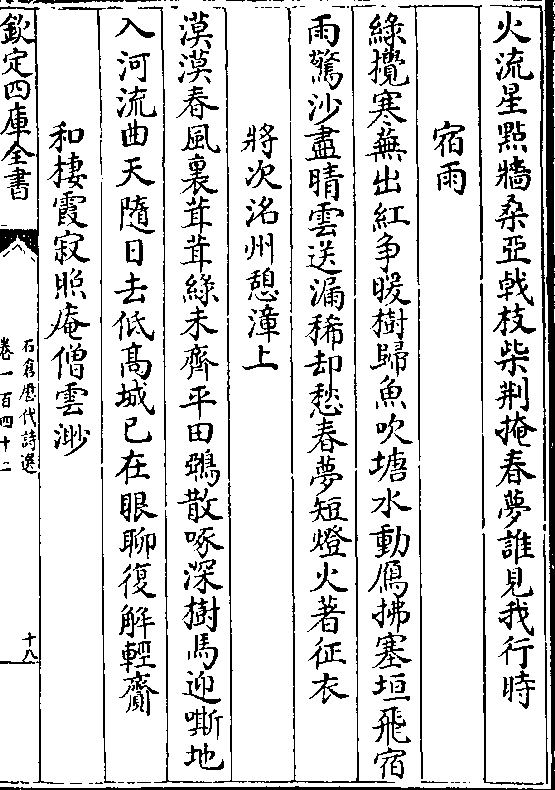 火流星點牆桑亞戟枝柴荆掩春夢誰見我行時
宿雨
綠攪寒蕪出紅争暖樹歸魚吹塘水動鴈拂塞垣飛宿
雨驚沙盡晴雲送漏稀却愁春夢短燈火著征衣
將次洺州憩漳上
漠漠春風裏茸茸綠未齊平田鵶散啄深樹馬迎嘶地
入河流曲天隨日去低高城已在眼聊復解輕齎
和棲霞寂照庵僧雲渺
欽定四庫全書
石倉歷代詩選
卷一百四十二
十八